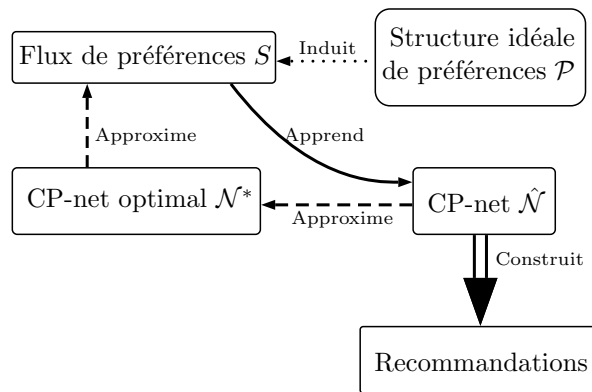 Flux de préférences S
Induit
Structure idéale
de préférences 𝒫
Approxime
Apprend
CP-net optimal 𝒩*
Approxime
CP-net 𝒩̂
Construit
Recommandations